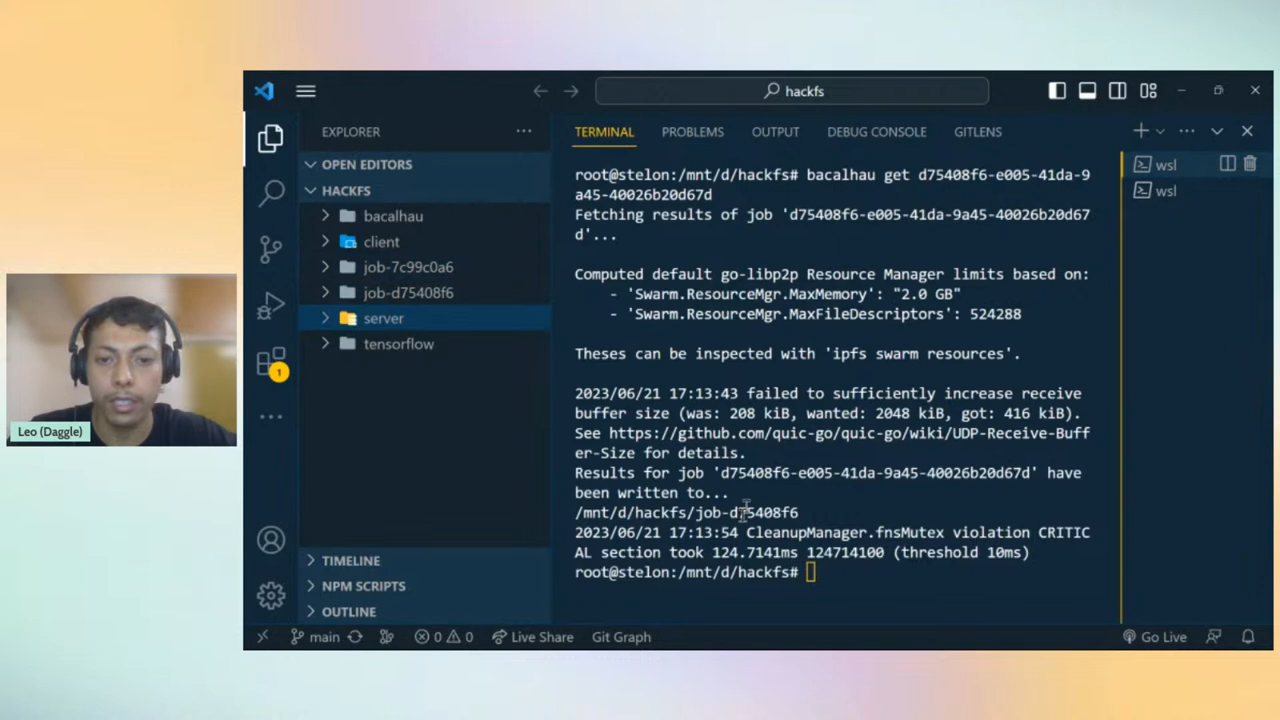 hackfs
EXPLORER
OPEN EDITORS
HACKFS
bacalhau
client
job-7c99c0a6
job-d75408f6
server
tensorflow
TIMELINE
NPM SCRIPTS
OUTLINE
1
TERMINAL PROBLEMS OUTPUT DEBUG CONSOLE GITLENS
root@stelon:/mnt/d/hackfs# bacalhau get d75408f6-e005-41da-9
a45-40026b20d67d
Fetching results of job 'd75408f6-e005-41da-9a45-40026b20d67
d'...
Computed default go-libp2p Resource Manager limits based on:
- 'Swarm.ResourceMgr.MaxMemory': "2.0 GB"
- 'Swarm.ResourceMgr.MaxFileDescriptors': 524288
Theses can be inspected with 'ipfs swarm resources'.
2023/06/21 17:13:43 failed to sufficiently increase receive
buffer size (was: 208 kiB, wanted: 2048 kiB, got: 416 kiB).
See https://github.com/quic-go/quic-go/wiki/UDP-Receive-Buff
er-Size for details.
Results for job 'd75408f6-e005-41da-9a45-40026b20d67d' have
been written to...
/mnt/d/hackfs/job-d75408f6
2023/06/21 17:13:54 CleanupManager.fnsMutex violation CRITIC
AL section took 124.7141ms 124714100 (threshold 10ms)
root@stelon:/mnt/d/hackfs#
wsl
wsl
Leo (Daggle)
main 0 0 Live Share Git Graph Go Live